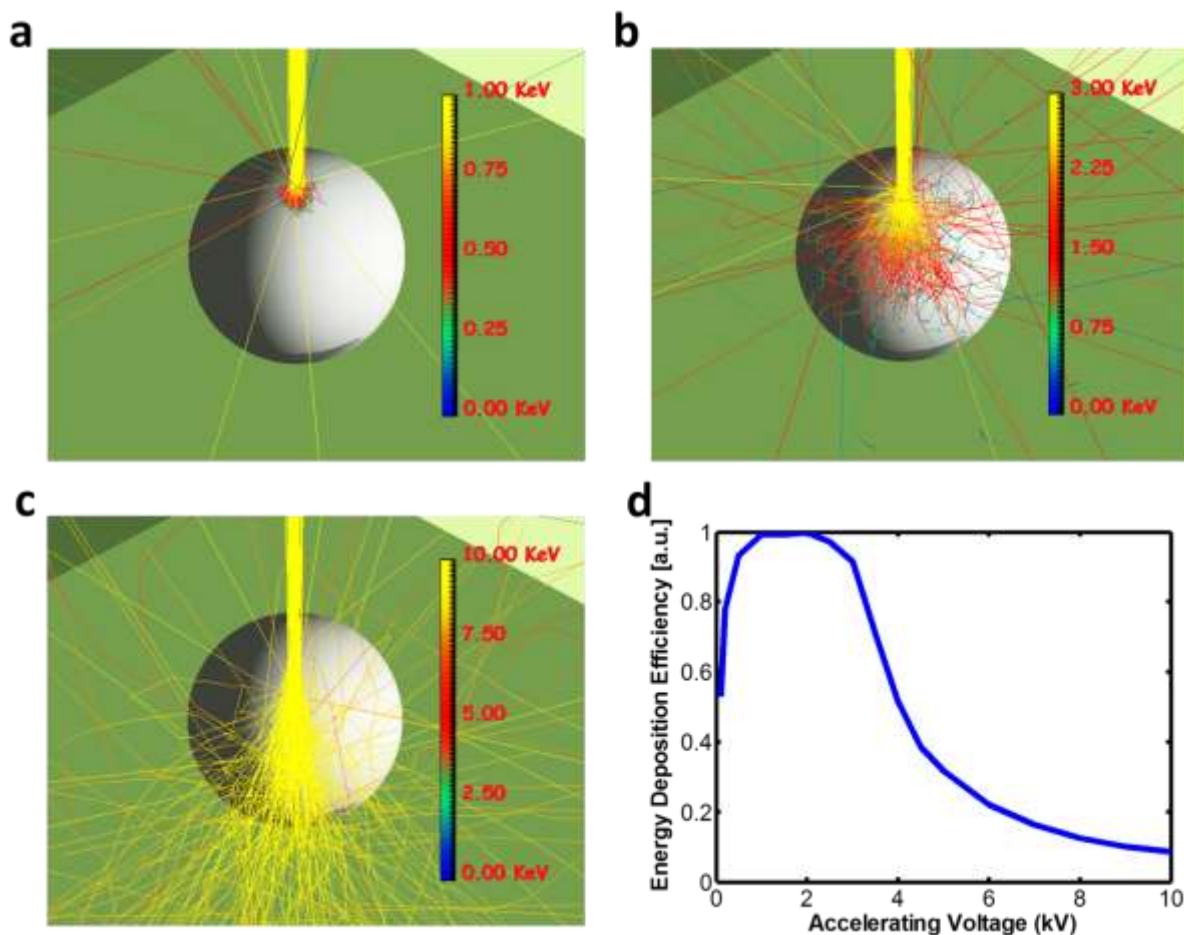 a
1.00 KeV
0.75
0.50
0.25
0.00 KeV
b
3.00 KeV
2.25
1.50
0.75
0.00 KeV
c
10.00 KeV
7.50
5.00
2.50
0.00 KeV
d
Energy Deposition Efficiency [a.u.]
1
0.8
0.6
0.4
0.2
0
0 2 4 6 8 10
Accelerating Voltage (kV)